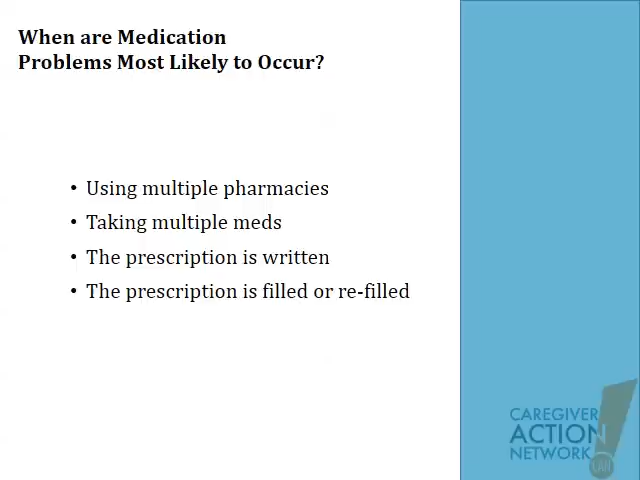 When are Medication
Problems Most Likely to Occur?
• Using multiple pharmacies
• Taking multiple meds
• The prescription is written
• The prescription is filled or re-filled
CAREGIVER
ACTION
NETWORK
CAN